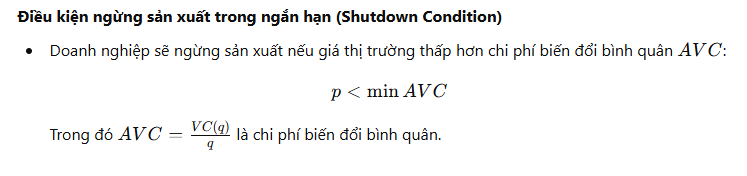 Điều kiện ngừng sản xuất trong ngắn hạn (Shutdown Condition)
• Doanh nghiệp sẽ ngừng sản xuất nếu giá thị trường thấp hơn chi phí biến đổi bình quân AVC:
p < min AVC
Trong đó AVC = VC(q)/q là chi phí biến đổi bình quân.